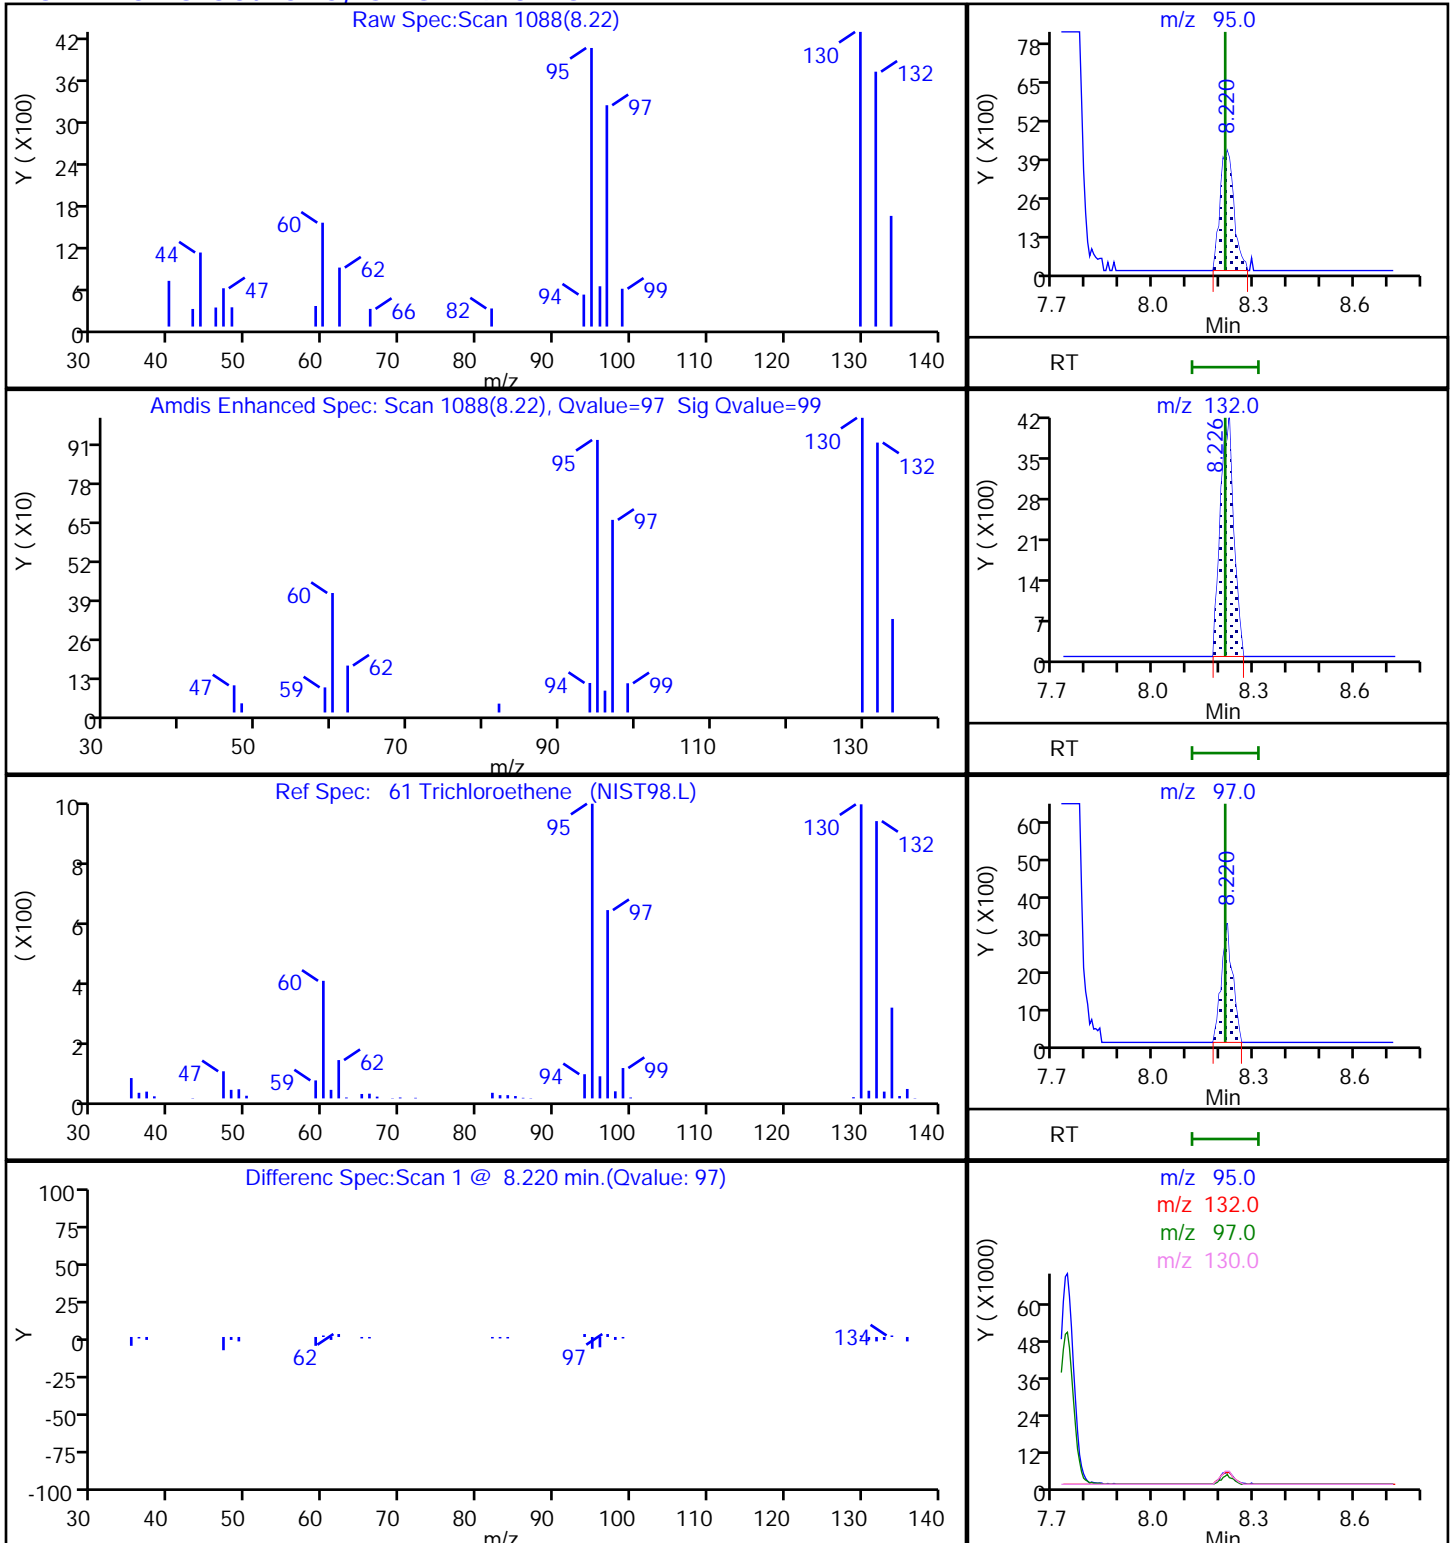 Raw Spec:Scan 1088(8.22)
Y ( X100)
42
36
30
24
18
12
6
0
44
47
60
62
66
82
94
95
97
99
130
132
30 40 50 60 70 80 90 100 110 120 130 140
m/z
m/z 95.0
Y ( X100)
78
65
52
39
26
13
0
8.220
7.7 8.0 8.3 8.6
Min
RT
Amdis Enhanced Spec: Scan 1088(8.22), Qvalue=97 Sig Qvalue=99
Y ( X10)
91
78
65
52
39
26
13
0
47
59
60
62
94
95
97
99
130
132
30 50 70 90 110 130
m/z
m/z 132.0
Y ( X100)
42
35
28
21
14
7
0
8.226
7.7 8.0 8.3 8.6
Min
RT
Ref Spec: 61 Trichloroethene (NIST98.L)
( X100)
10
8
6
4
2
0
47
59
60
62
94
95
97
99
130
132
30 40 50 60 70 80 90 100 110 120 130 140
m/z
m/z 97.0
Y ( X100)
60
50
40
30
20
10
0
8.220
7.7 8.0 8.3 8.6
Min
RT
Differenc Spec:Scan 1 @ 8.220 min.(Qvalue: 97)
Y
100
75
50
25
0
-25
-50
-75
-100
62
97
134
30 40 50 60 70 80 90 100 110 120 130 140
m/z
m/z 95.0
m/z 132.0
m/z 97.0
m/z 130.0
Y ( X1000)
60
48
36
24
12
0
7.7 8.0 8.3 8.6
Min